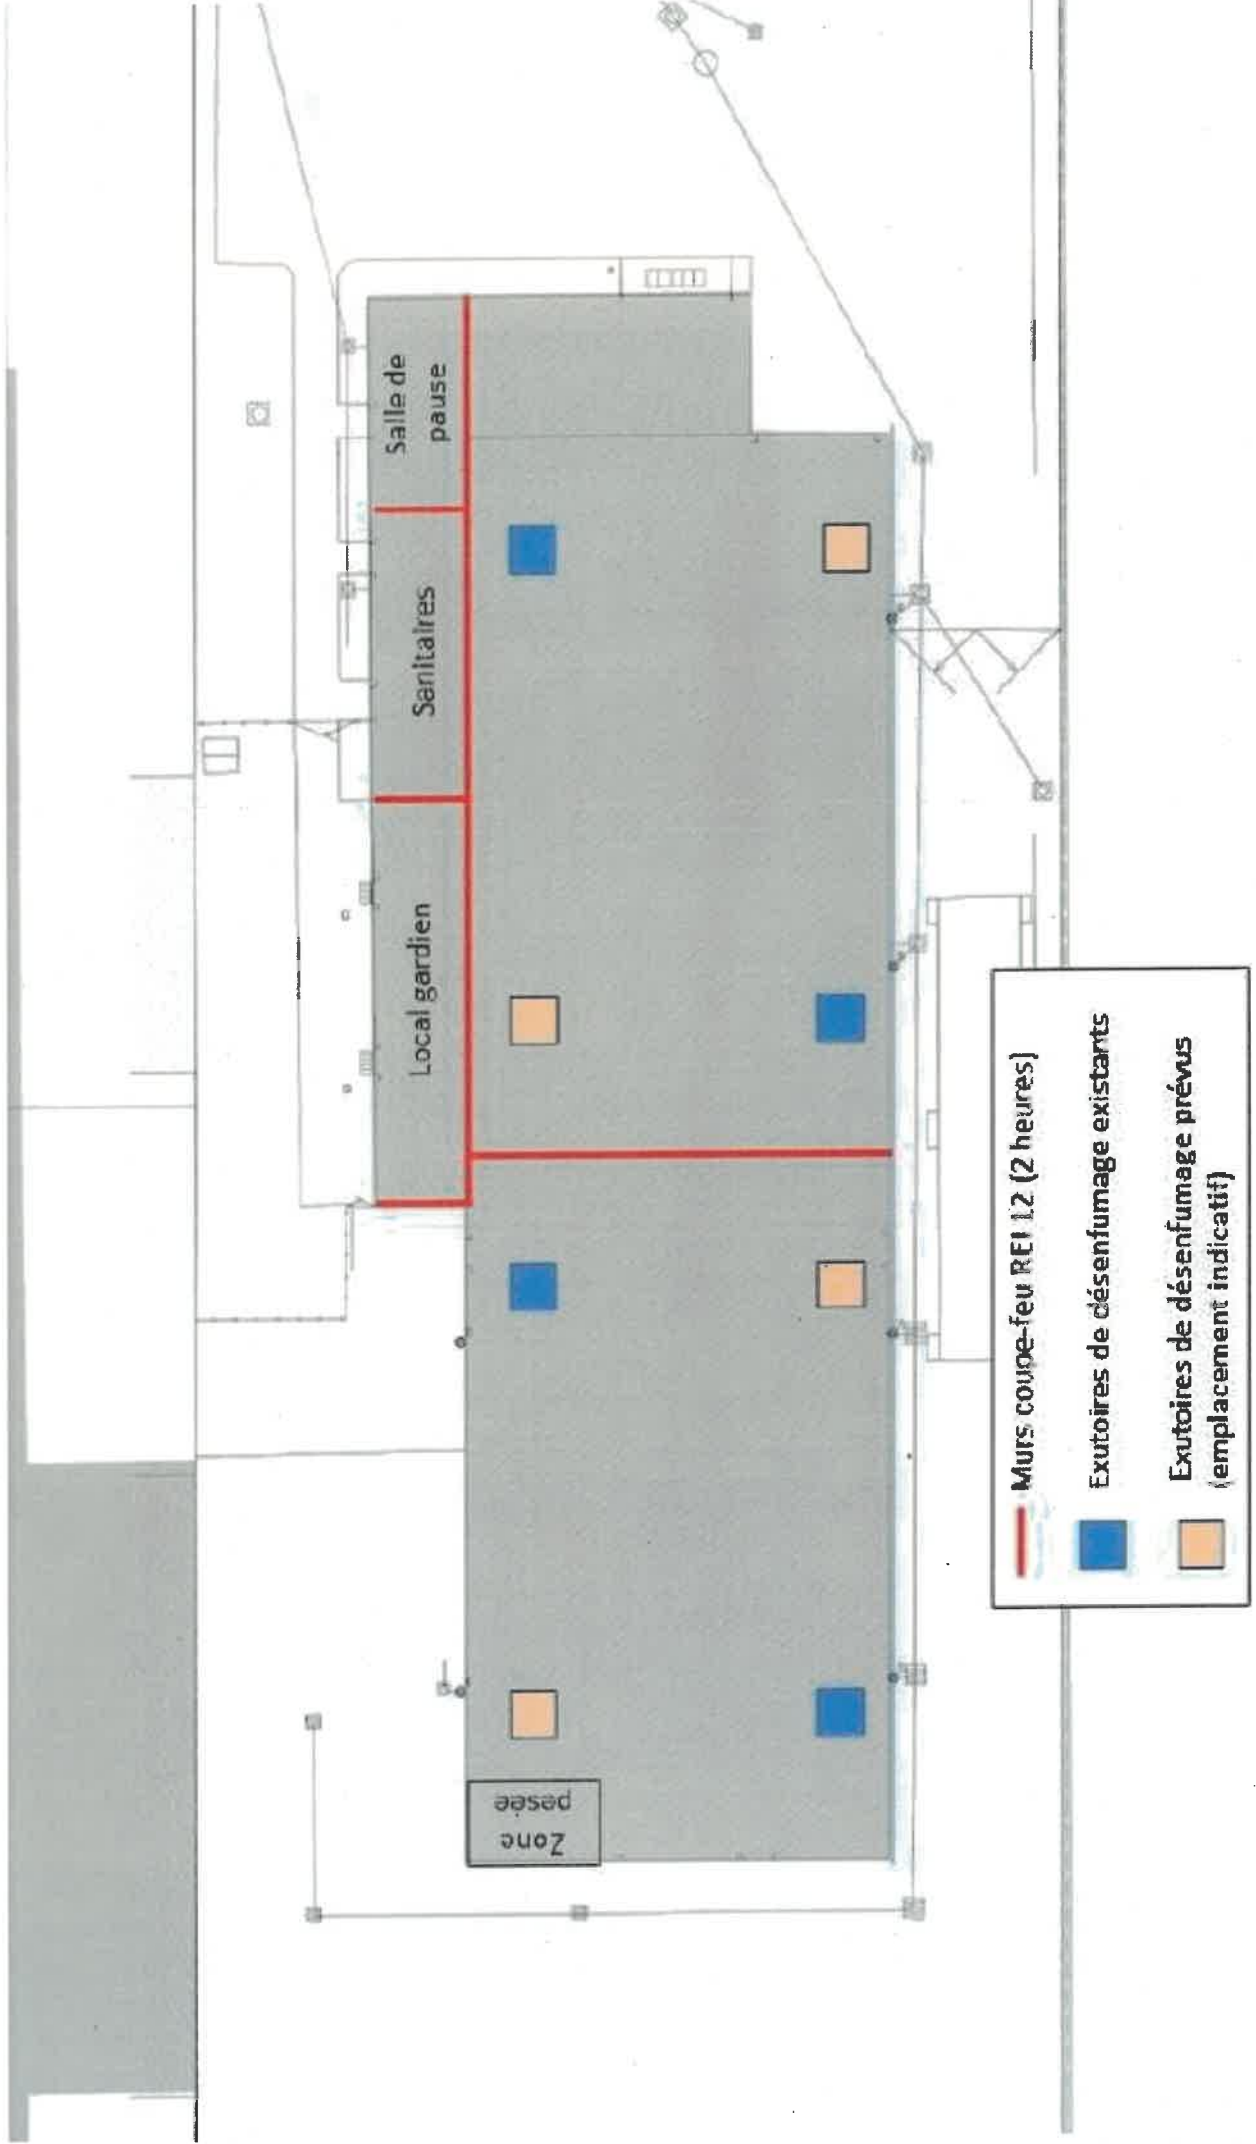 Salle de
pause
Sanitaires
Local gardien
Zone
pesée
Murs coupe-feu REI 12 (2 heures)
Exutoires de désenfumage existants
Exutoires de désenfumage prévus
(emplacement indicatif)